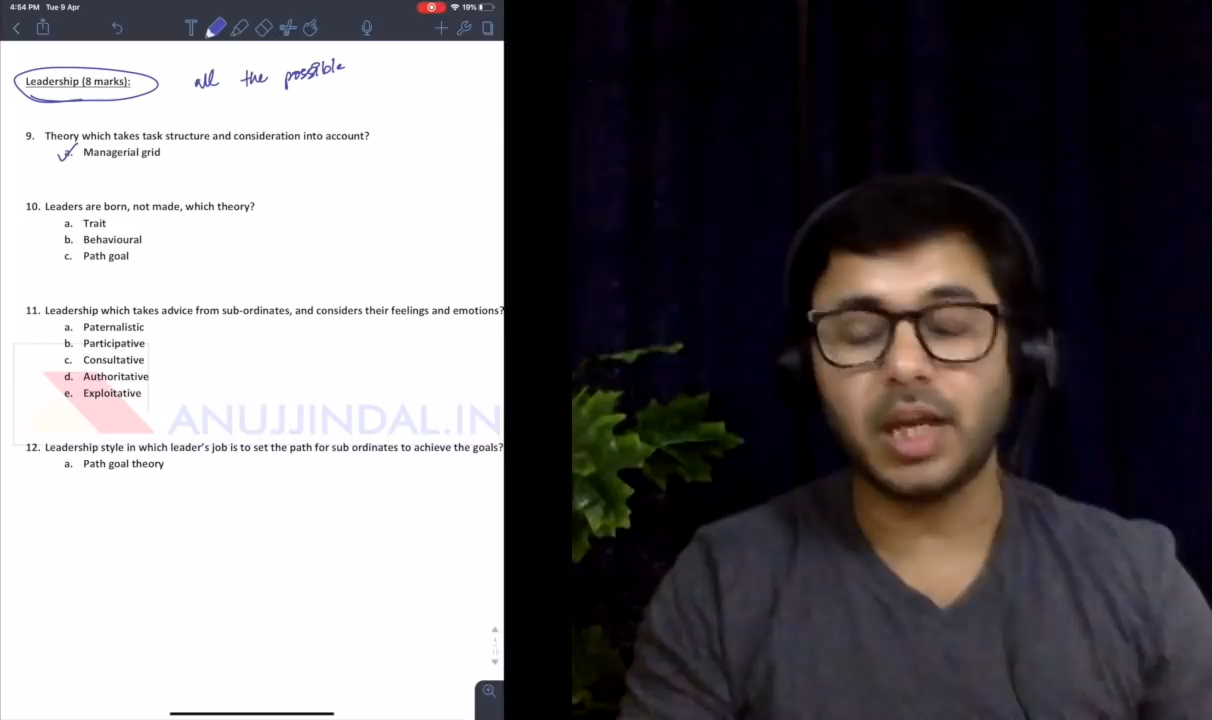 4:54 PM Tue 9 Apr
19%
T
Leadership (8 marks):
all the possible
9. Theory which takes task structure and consideration into account?
a. Managerial grid
10. Leaders are born, not made, which theory?
a. Trait
b. Behavioural
c. Path goal
11. Leadership which takes advice from sub-ordinates, and considers their feelings and emotions?
a. Paternalistic
b. Participative
c. Consultative
d. Authoritative
e. Exploitative
ANUJJINDAL.IN
12. Leadership style in which leader's job is to set the path for sub ordinates to achieve the goals?
a. Path goal theory